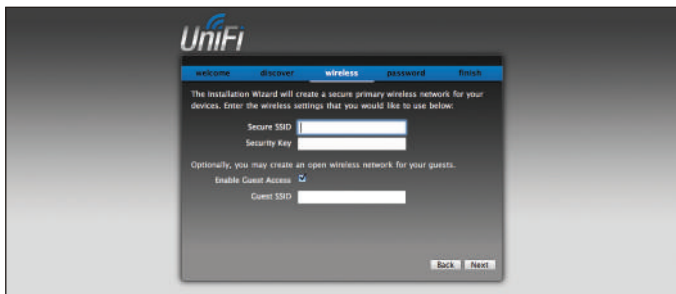 UniFi
welcome discover wireless password finish
The Installation Wizard will create a secure primary wireless network for your
devices. Enter the wireless settings that you would like to use below:
Secure SSID
Security Key
Optionally, you may create an open wireless network for your guests.
Enable Guest Access
Guest SSID
Back Next